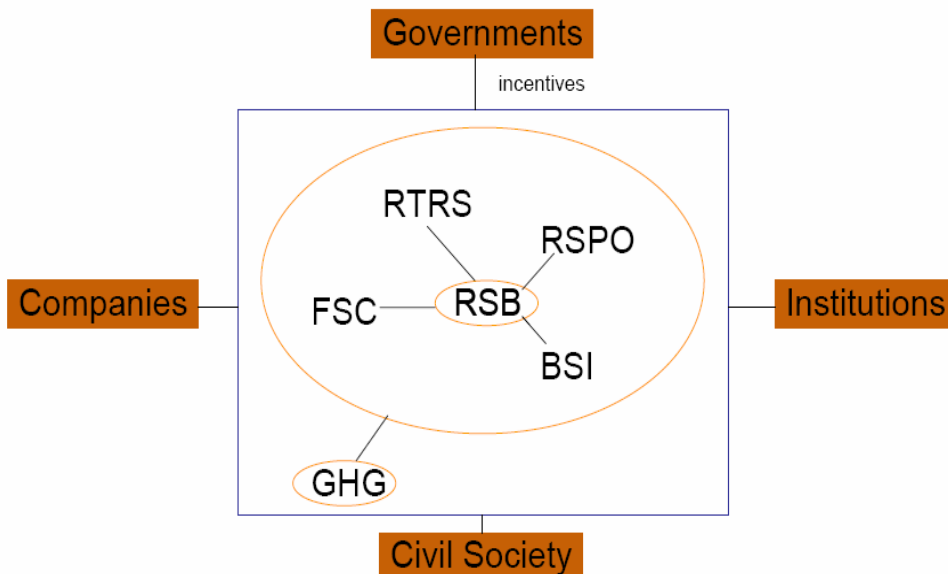 Governments
incentives
RTRS
RSPO
Companies
FSC
RSB
Institutions
BSI
GHG
Civil Society